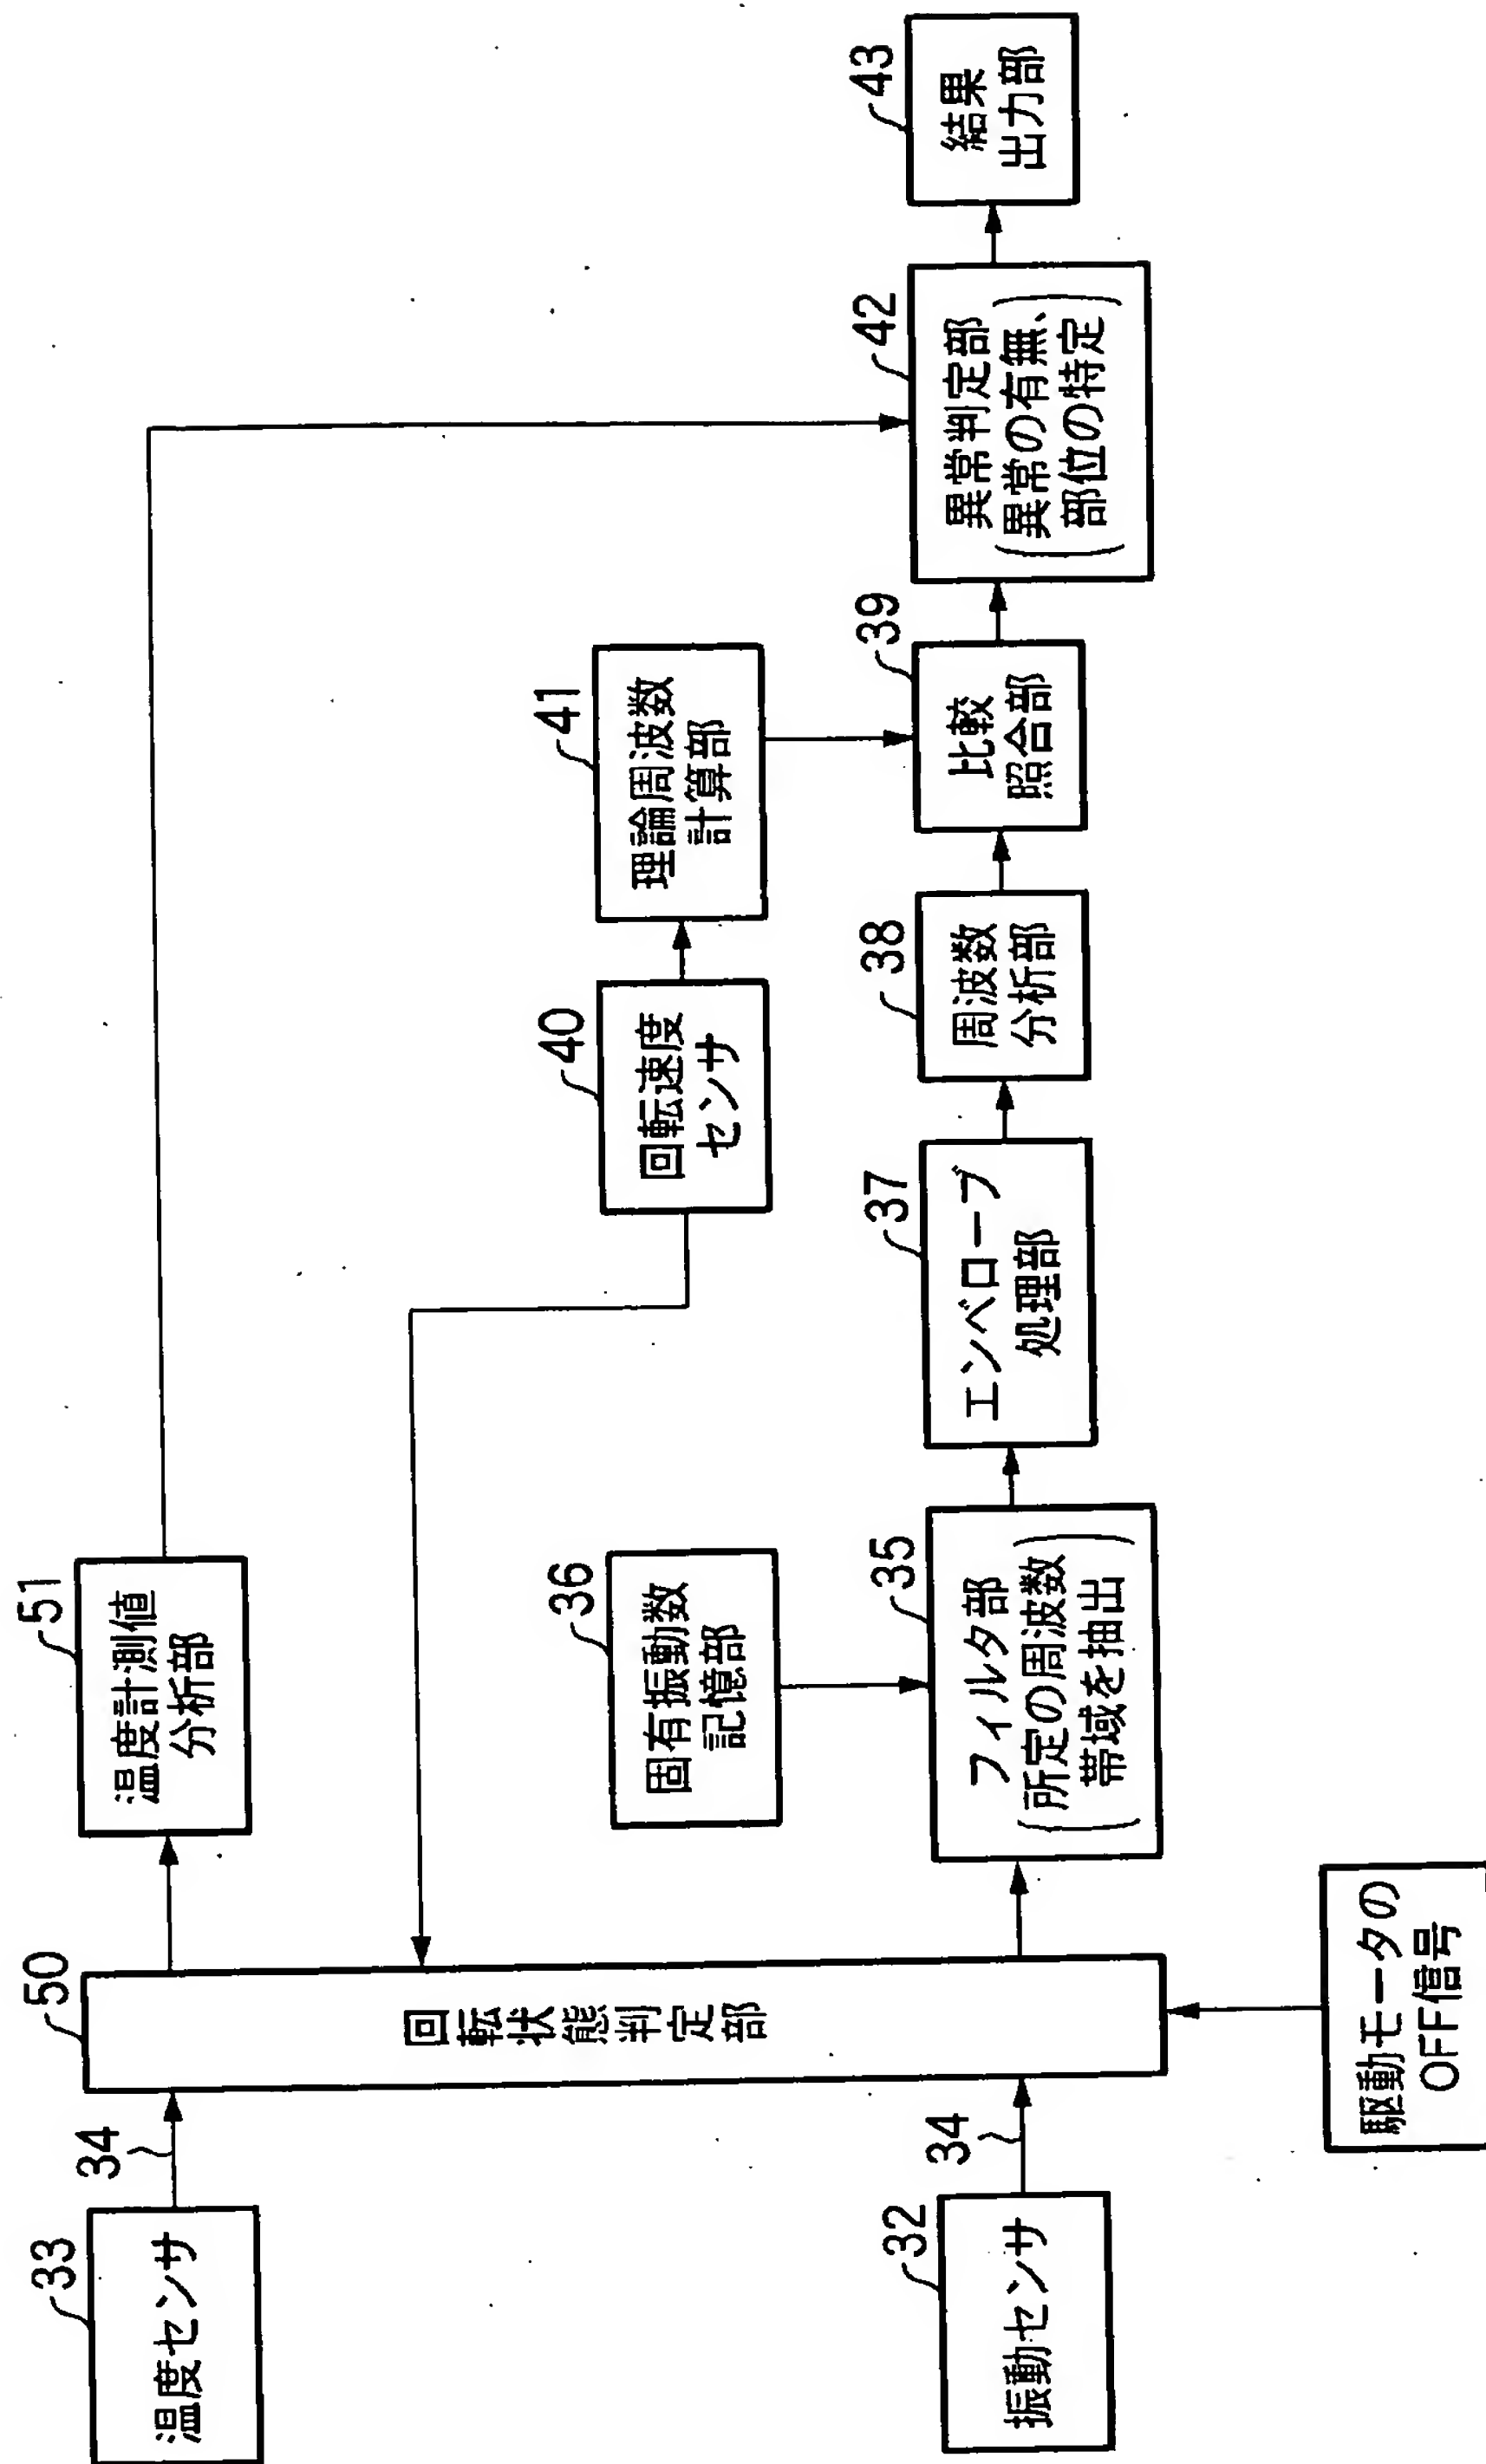 33
温度センサ
34
50
回転状態判定部
51
温度計測値
分析部
32
振動センサ
34
駆動モータの
OFF信号
36
固有振動数
記憶部
35
フィルタ部
(所定の周波数
帯域を抽出)
37
エンベロープ
処理部
40
回転速度
センサ
41
理論周波数
計算部
38
周波数
分析部
39
比較
照合部
42
異常判定部
(異常の有無、
部位の特定)
43
結果
出力部